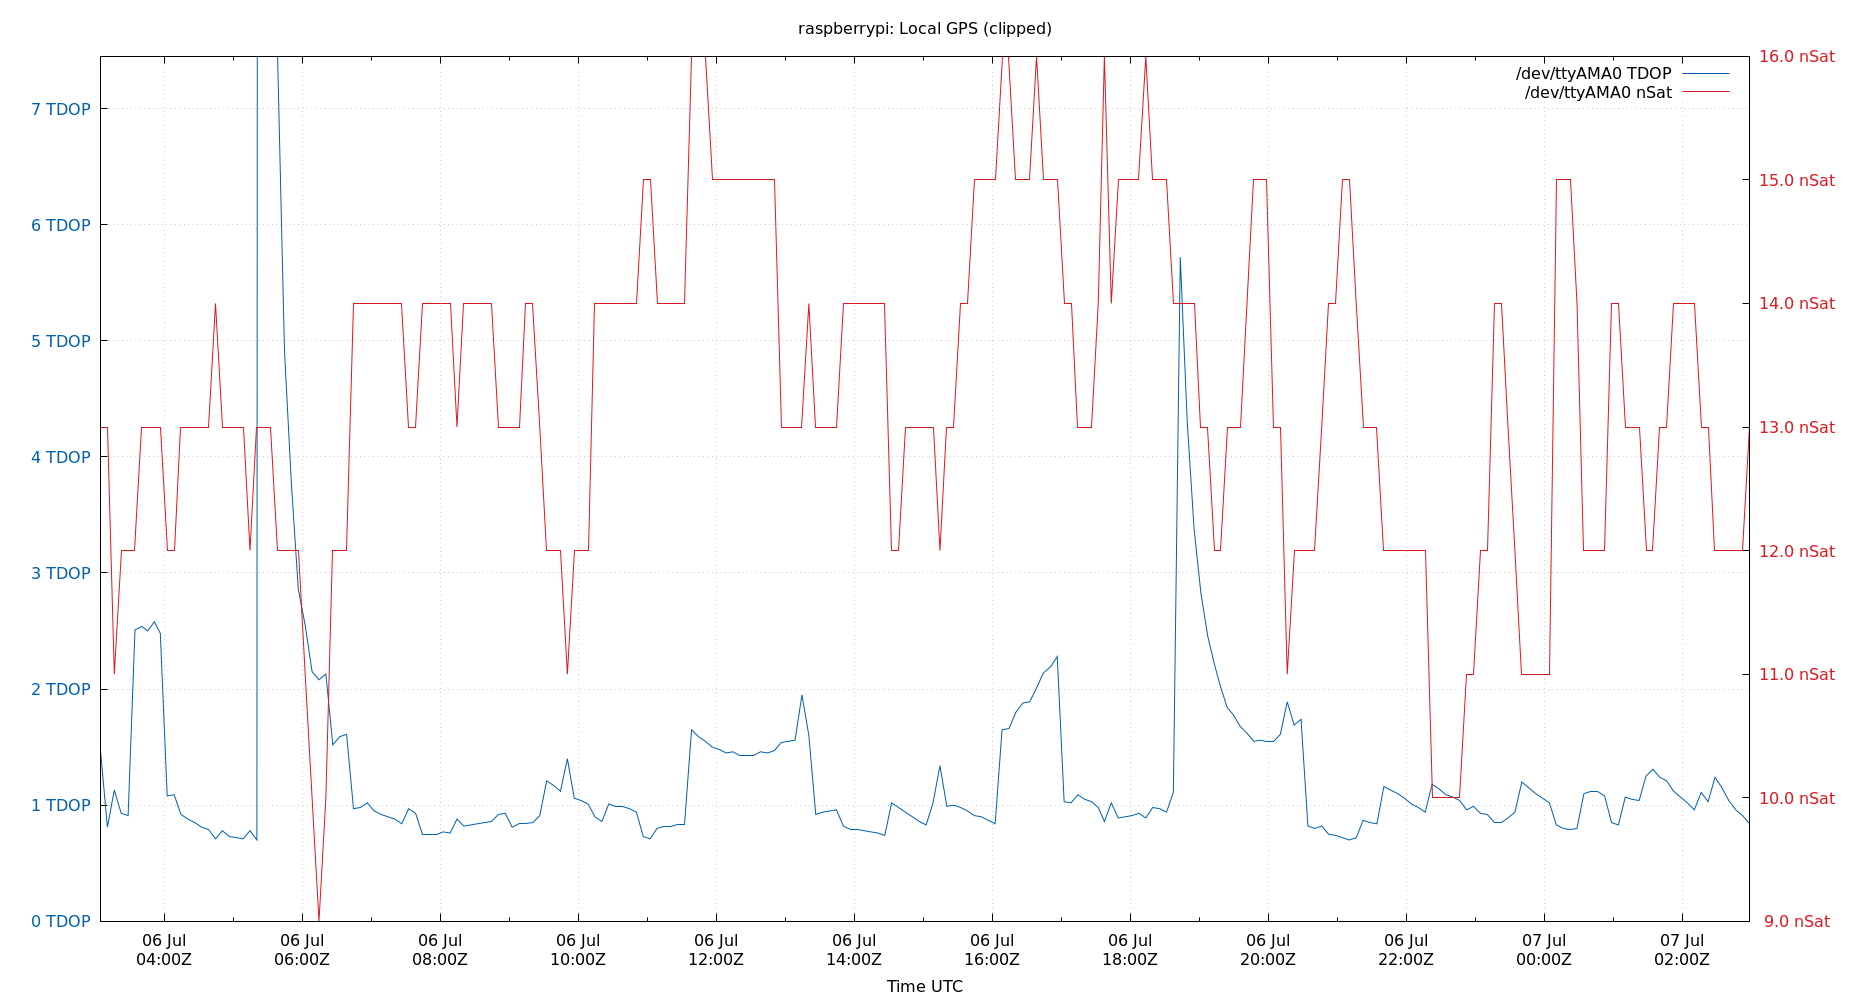 raspberrypi: Local GPS (clipped)
/dev/ttyAMA0 TDOP
/dev/ttyAMA0 nSat
7 TDOP
6 TDOP
5 TDOP
4 TDOP
3 TDOP
2 TDOP
1 TDOP
0 TDOP
16.0 nSat
15.0 nSat
14.0 nSat
13.0 nSat
12.0 nSat
11.0 nSat
10.0 nSat
9.0 nSat
06 Jul 06 Jul 06 Jul 06 Jul 06 Jul 06 Jul 06 Jul 06 Jul 06 Jul 06 Jul 07 Jul 07 Jul
04:00Z 06:00Z 08:00Z 10:00Z 12:00Z 14:00Z 16:00Z 18:00Z 20:00Z 22:00Z 00:00Z 02:00Z
Time UTC